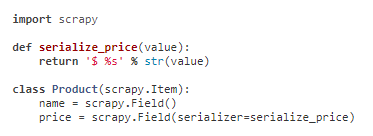 import scrapy

def serialize_price(value):
    return '$ %s' % str(value)

class Product(scrapy.Item):
    name = scrapy.Field()
    price = scrapy.Field(serializer=serialize_price)